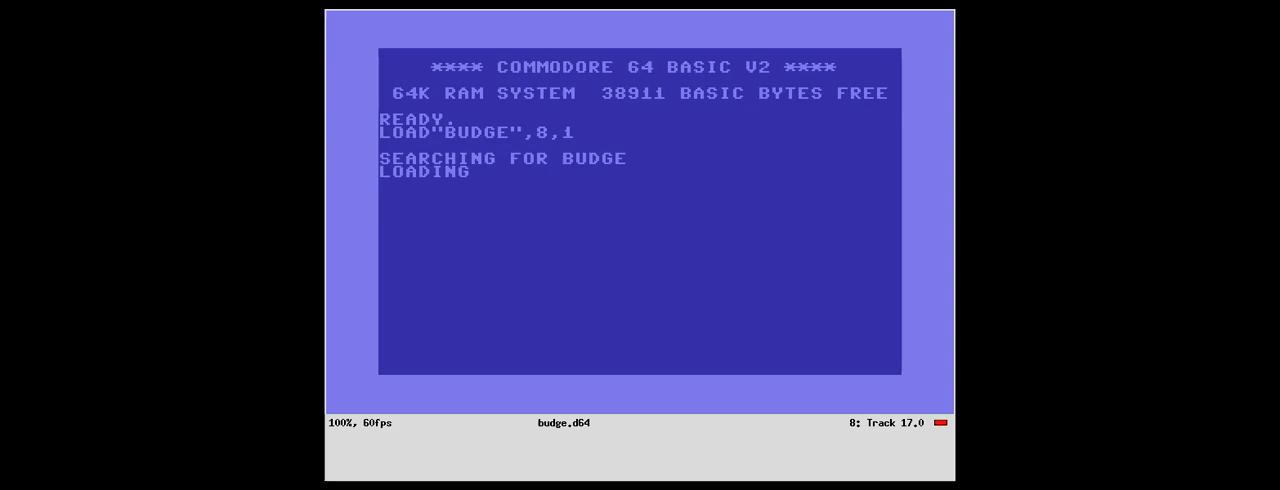 **** COMMODORE 64 BASIC V2 ****
64K RAM SYSTEM  38911 BASIC BYTES FREE
READY.
LOAD"BUDGE",8,1
SEARCHING FOR BUDGE
LOADING
100%, 60fps
budge.d64
8: Track 17.0